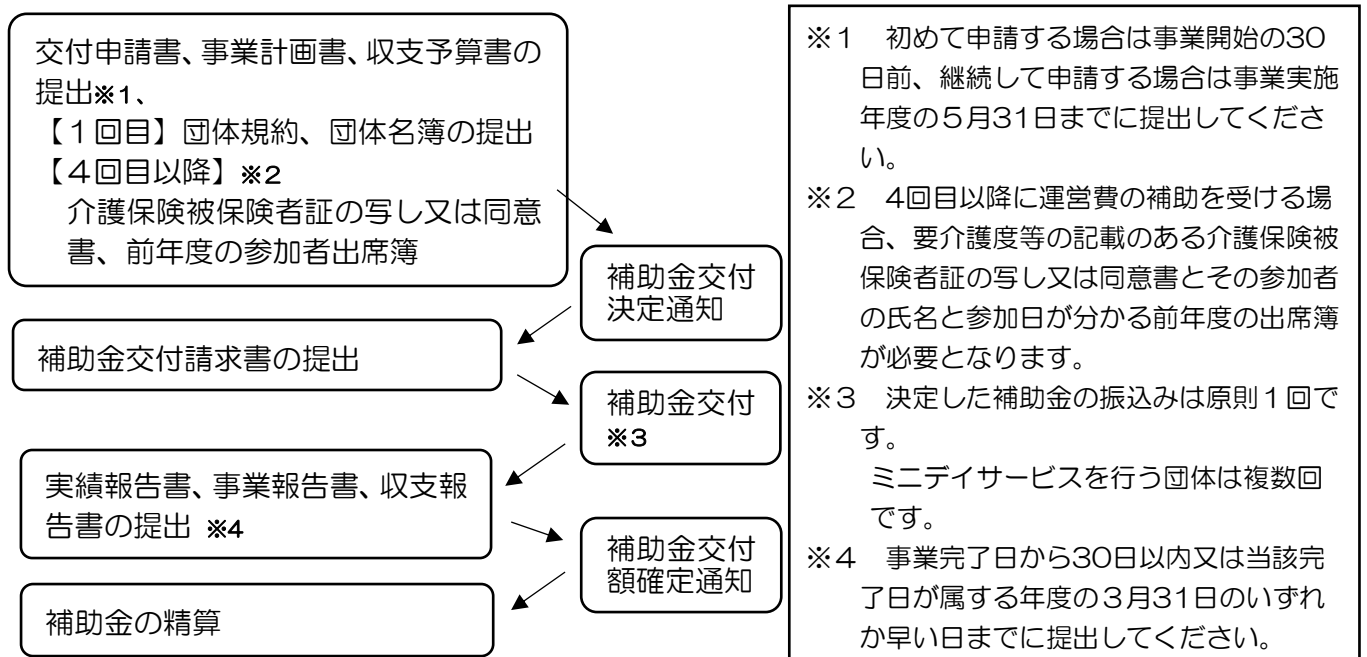 交付申請書、事業計画書、収支予算書の
提出※1、
【1回目】団体規約、団体名簿の提出
【4回目以降】※2
介護保険被保険者証の写し又は同意
書、前年度の参加者出席簿
補助金交付
決定通知
補助金交付請求書の提出
補助金交付
※3
実績報告書、事業報告書、収支報
告書の提出 ※4
補助金交付
額確定通知
補助金の精算
※1 初めて申請する場合は事業開始の30
日前、継続して申請する場合は事業実施
年度の5月31日までに提出してくださ
い。
※2 4回目以降に運営費の補助を受ける場
合、要介護度等の記載のある介護保険被
保険者証の写し又は同意書とその参加者
の氏名と参加日が分かる前年度の出席簿
が必要となります。
※3 決定した補助金の振込みは原則1回で
す。
ミニデイサービスを行う団体は複数回
です。
※4 事業完了日から30日以内又は当該完
了日が属する年度の3月31日のいずれ
か早い日までに提出してください。